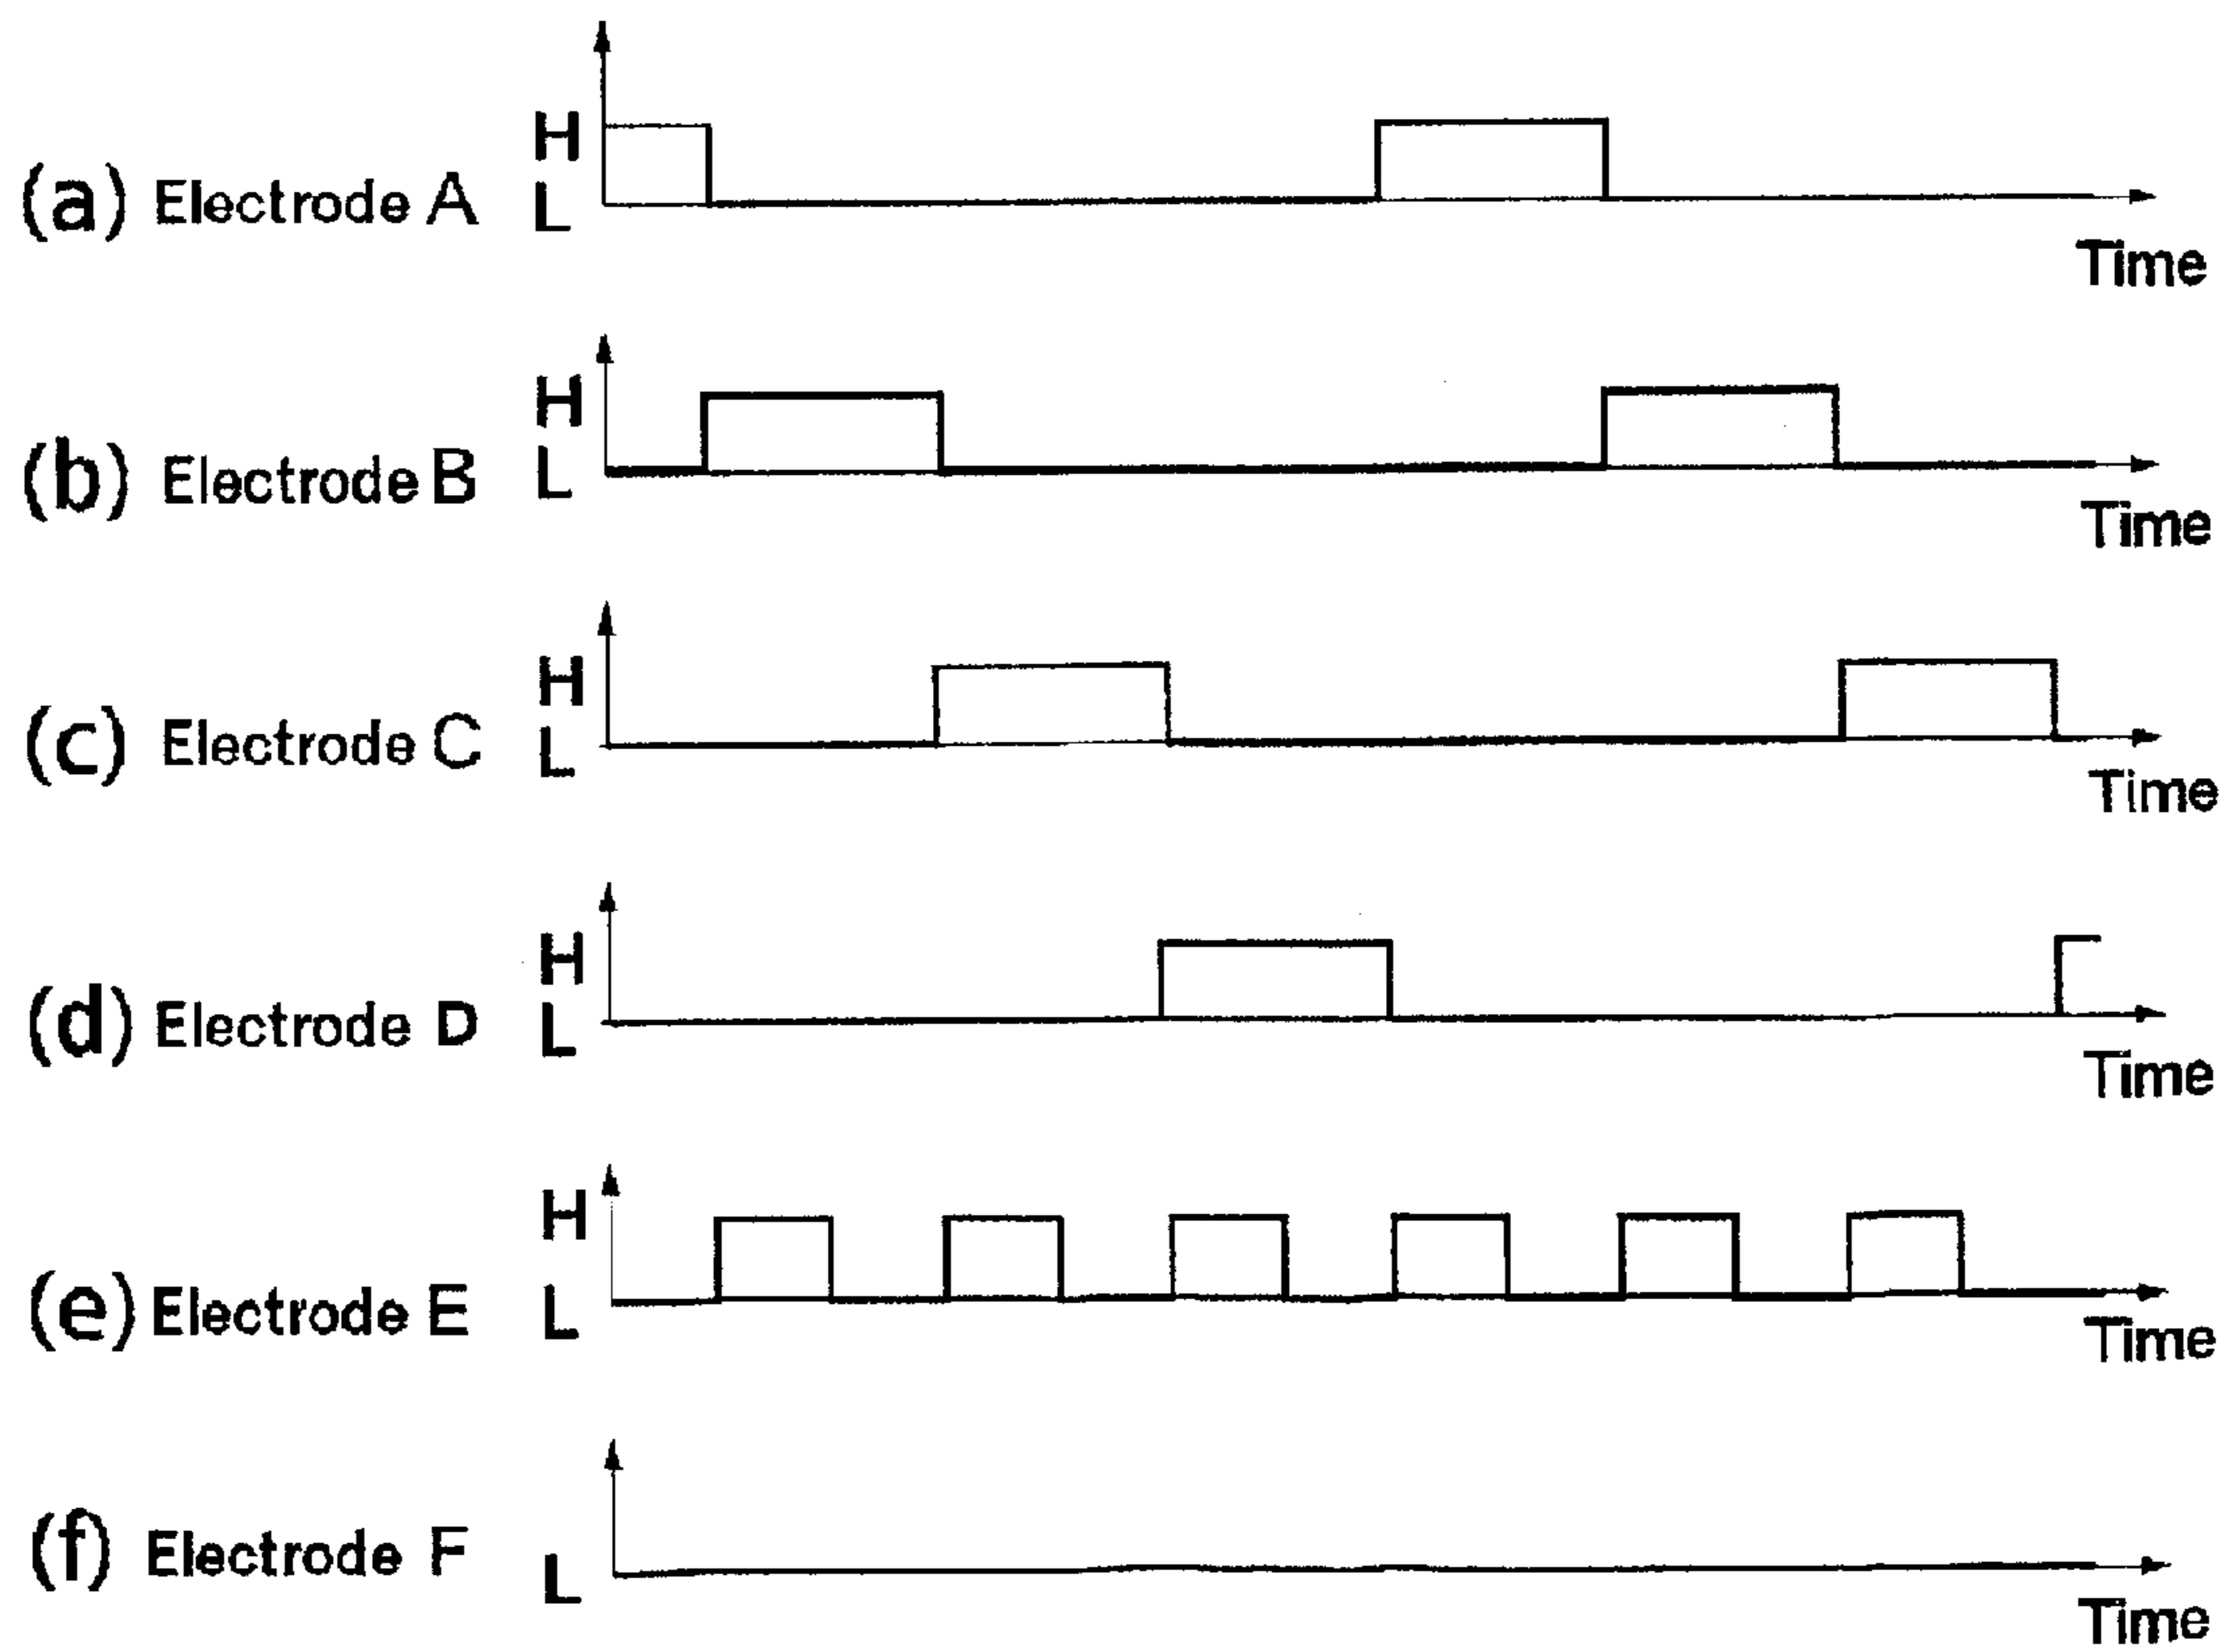 H
(a) Electrode A
L
Time
H
(b) Electrode B
L
Time
H
(c) Electrode C
L
Time
H
(d) Electrode D
L
Time
H
(e) Electrode E
L
Time
(f) Electrode F
L
Time